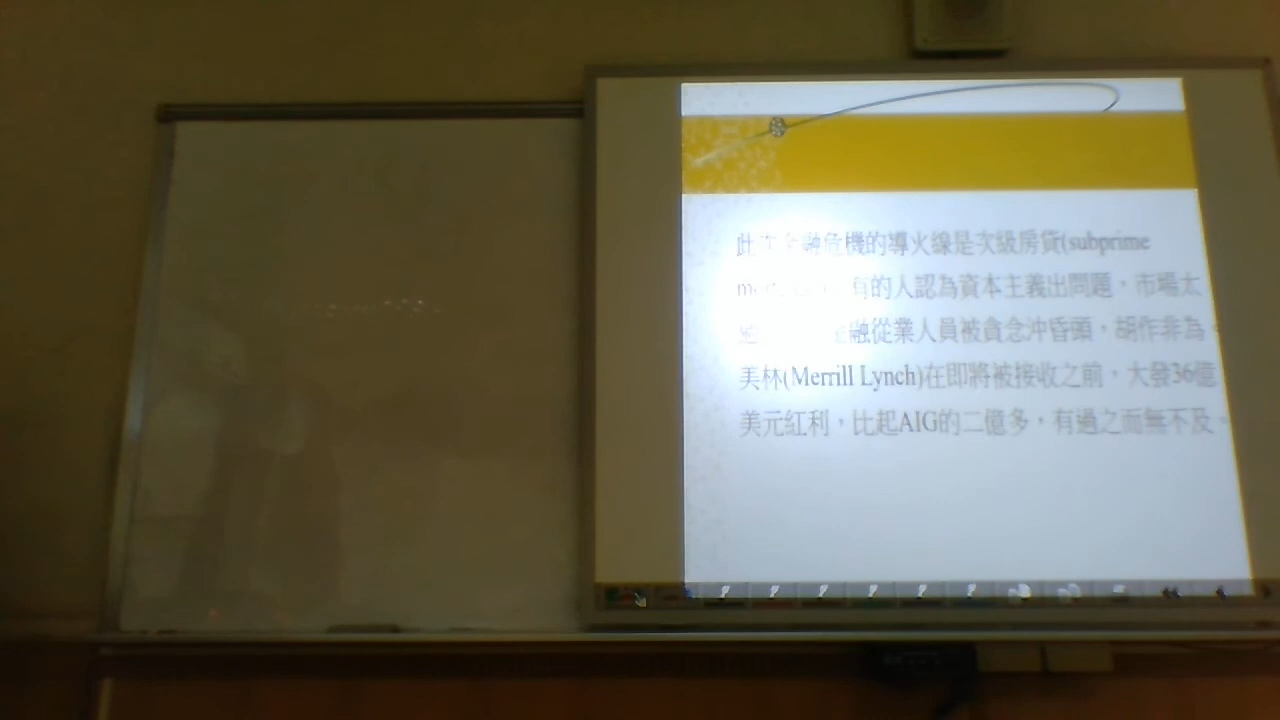 此次金融危機的導火線是次級房貸(subprime
有的人認為資本主義出問題，市場太
融從業人員被貪念沖昏頭，胡作非為。
美林(Merrill Lynch)在即將被接收之前，大發36億
美元紅利，比起AIG的二億多，有過之而無不及。